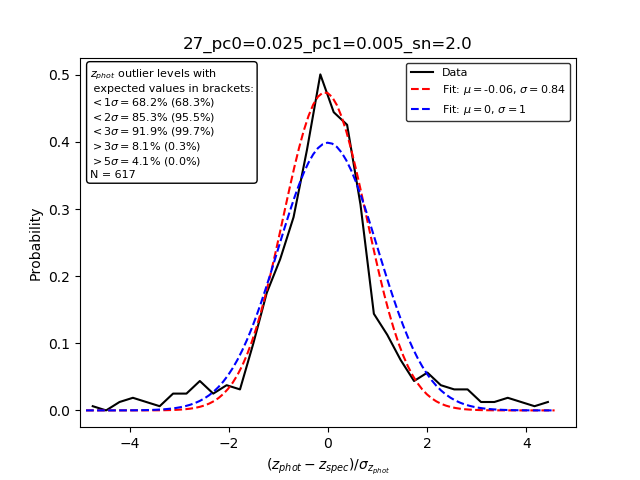 27_pc0=0.025_pc1=0.005_sn=2.0
z_phot outlier levels with
expected values in brackets:
< 1σ = 68.2% (68.3%)
< 2σ = 85.3% (95.5%)
< 3σ = 91.9% (99.7%)
> 3σ = 8.1% (0.3%)
> 5σ = 4.1% (0.0%)
N = 617
Data
Fit: μ = -0.06, σ = 0.84
Fit: μ = 0, σ = 1
Probability
0.5
0.4
0.3
0.2
0.1
0.0
−4 −2 0 2 4
(z_phot − z_spec)/σ_z_phot